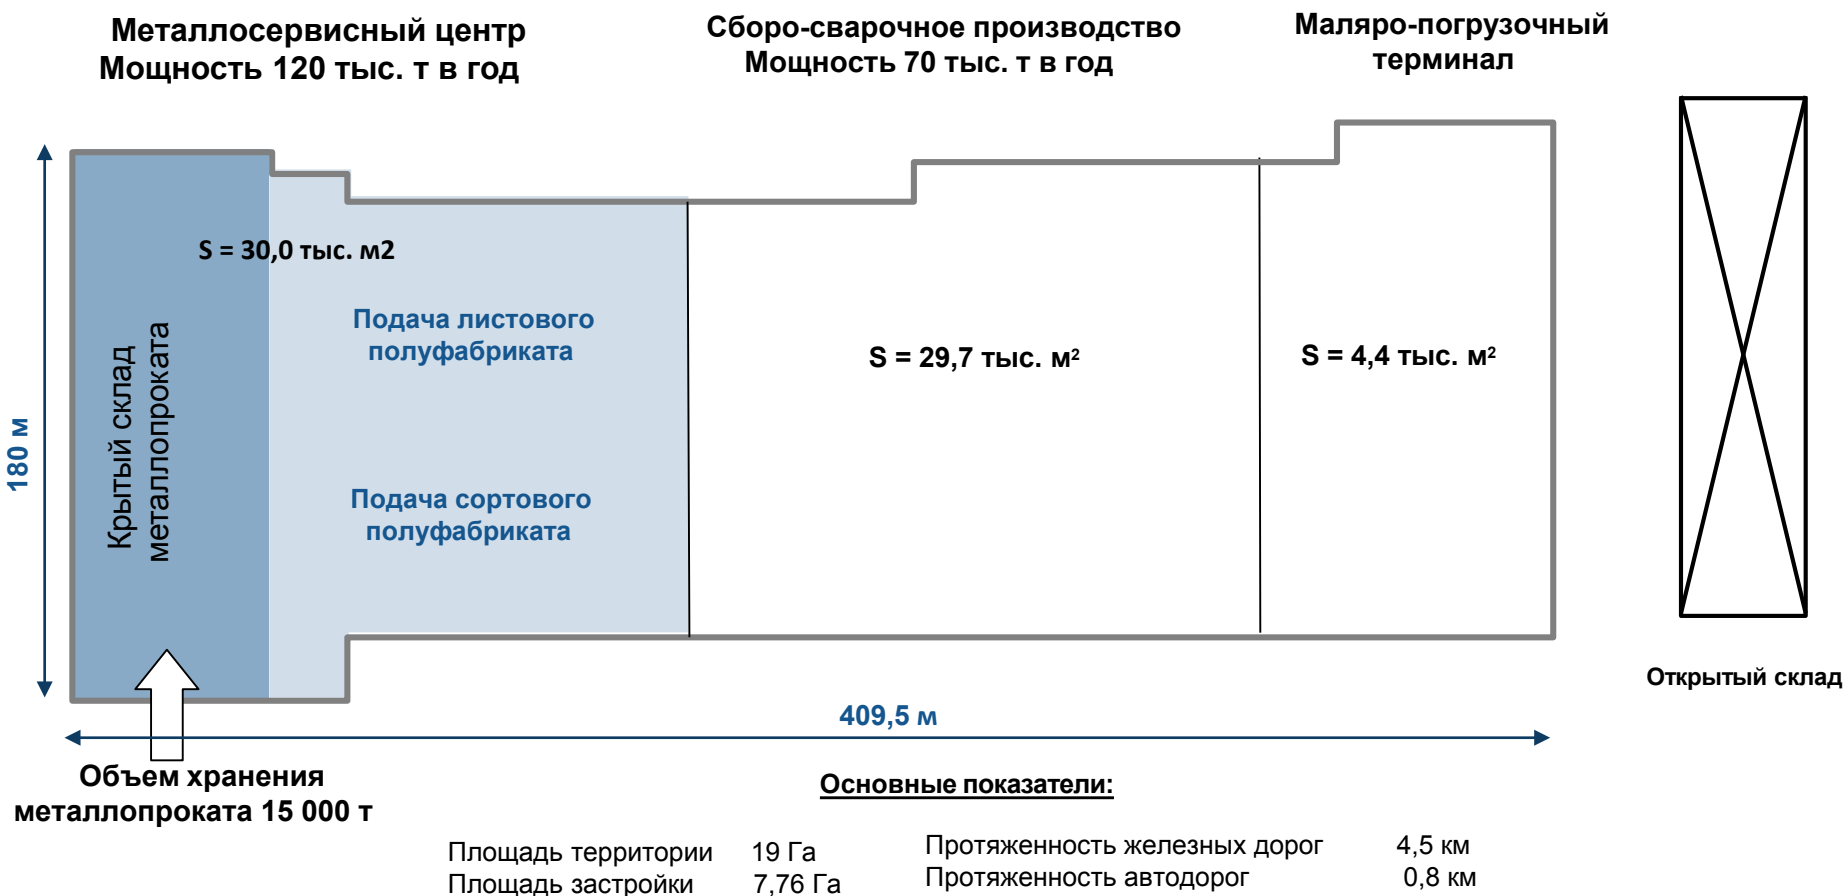 Металлосервисный центр
Мощность 120 тыс. т в год
Сборо-сварочное производство
Мощность 70 тыс. т в год
Маляро-погрузочный
терминал
S = 30,0 тыс. м2
Подача листового
полуфабриката
Подача сортового
полуфабриката
Крытый склад
металлопроката
180 м
S = 29,7 тыс. м²
S = 4,4 тыс. м²
Открытый склад
409,5 м
Объем хранения
металлопроката 15 000 т
Основные показатели:
Площадь территории 19 Га
Площадь застройки 7,76 Га
Протяженность железных дорог 4,5 км
Протяженность автодорог 0,8 км